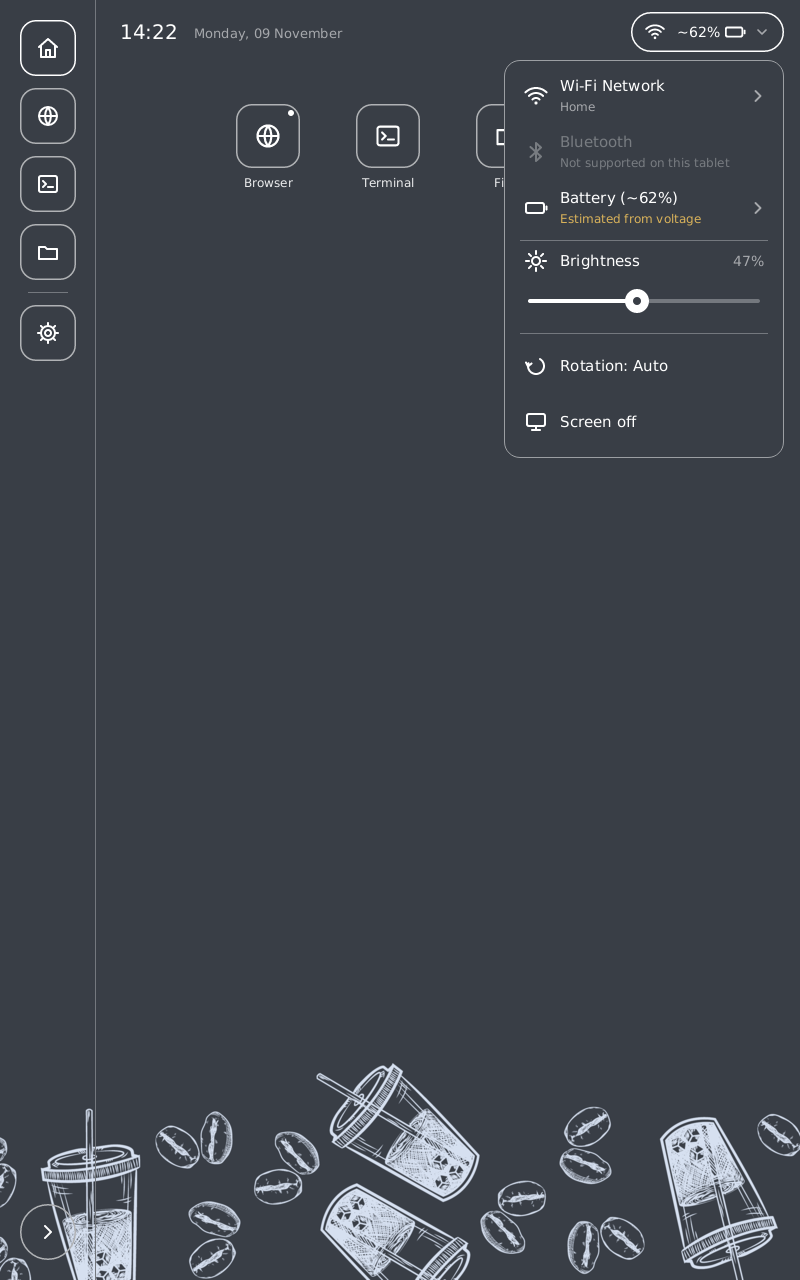 14:22 Monday, 09 November ~62%
Wi-Fi Network
Home
Bluetooth
Not supported on this tablet
Battery (~62%)
Estimated from voltage
Brightness 47%
Rotation: Auto
Screen off
Browser Terminal Fi